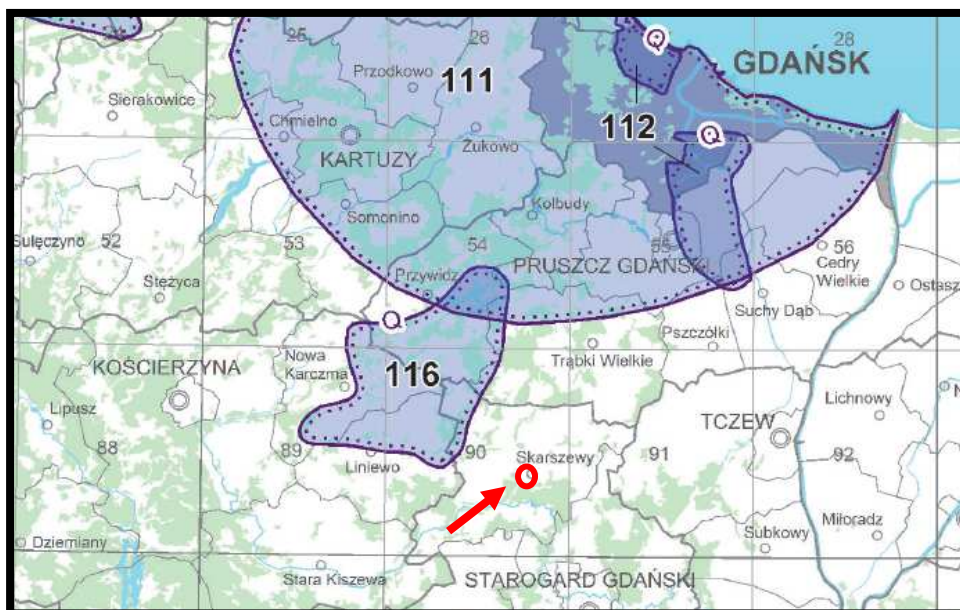 25
26
28
Q
GDAŃSK
Przodkowo
111
Sierakowice
112
Q
Chmielno
KARTUZY
Żukowo
Somonino
Kolbudy
Sulęczyno
52
53
54
55
56
Przywidz
PRUSZCZ GDAŃSKI
Cedry
Wielkie
Stężyca
Ostasz
Suchy Dąb
Q
Pszczółki
Trąbki Wielkie
Nowa
Karczma
KOŚCIERZYNA
116
Lichnowy
Lipusz
TCZEW
88
89
90
Skarszewy
91
92
Liniewo
Miłoradz
Subkowy
Dziemiany
Stara Kiszewa
STAROGARD GDAŃSKI